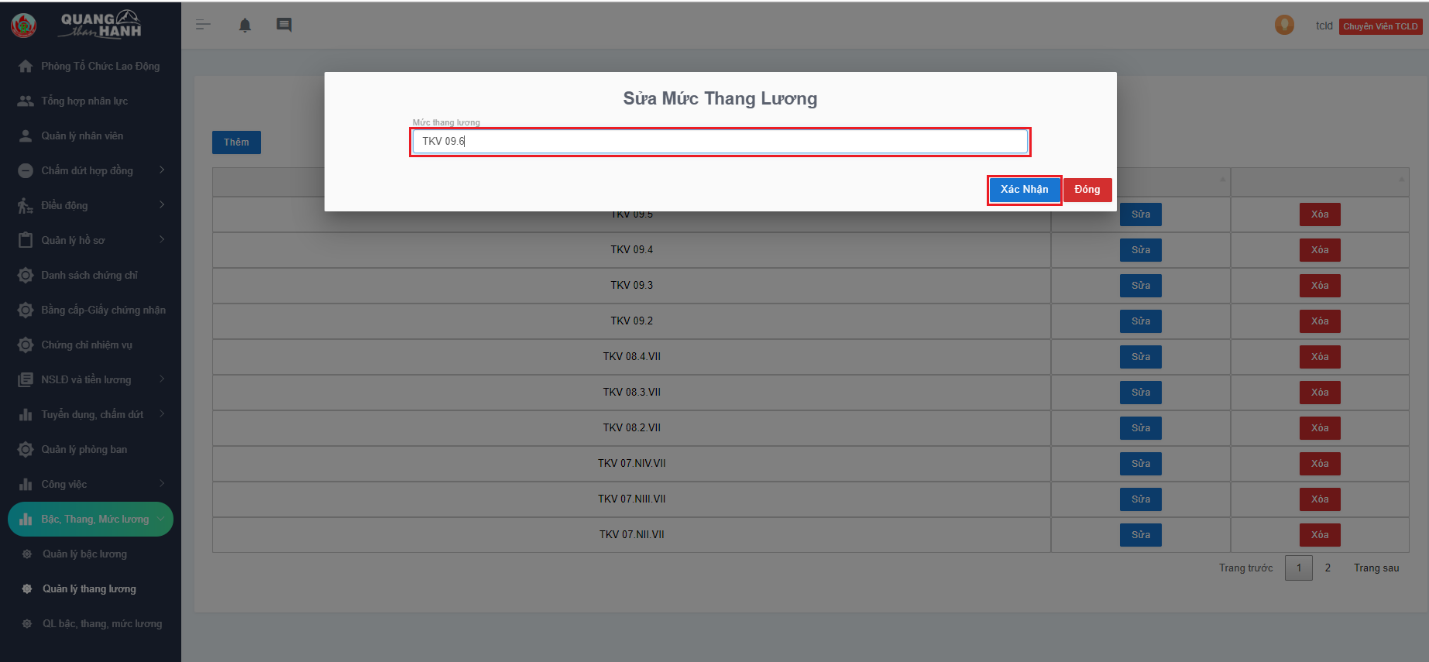 QUANG
than HANH
tcld Chuyên Viên TCLD
Phòng Tổ Chức Lao Động
Tổng hợp nhân lực
Quản lý nhân viên
Chấm dứt hợp đồng
Điều động
Quản lý hồ sơ
Danh sách chứng chỉ
Bằng cấp-Giấy chứng nhận
Chứng chỉ nhiệm vụ
NSLĐ và tiền lương
Tuyển dụng, chấm dứt
Quản lý phòng ban
Công việc
Bậc, Thang, Mức lương
Quản lý bậc lương
Quản lý thang lương
QL bậc, thang, mức lương
Sửa Mức Thang Lương
Mức thang lương
TKV 09.6
Xác Nhận Đóng
Thêm
TKV 09.5 Sửa Xóa
TKV 09.4 Sửa Xóa
TKV 09.3 Sửa Xóa
TKV 09.2 Sửa Xóa
TKV 08.4.VII Sửa Xóa
TKV 08.3.VII Sửa Xóa
TKV 08.2.VII Sửa Xóa
TKV 07.NIV.VII Sửa Xóa
TKV 07.NIII.VII Sửa Xóa
TKV 07.NII.VII Sửa Xóa
Trang trước 1 2 Trang sau